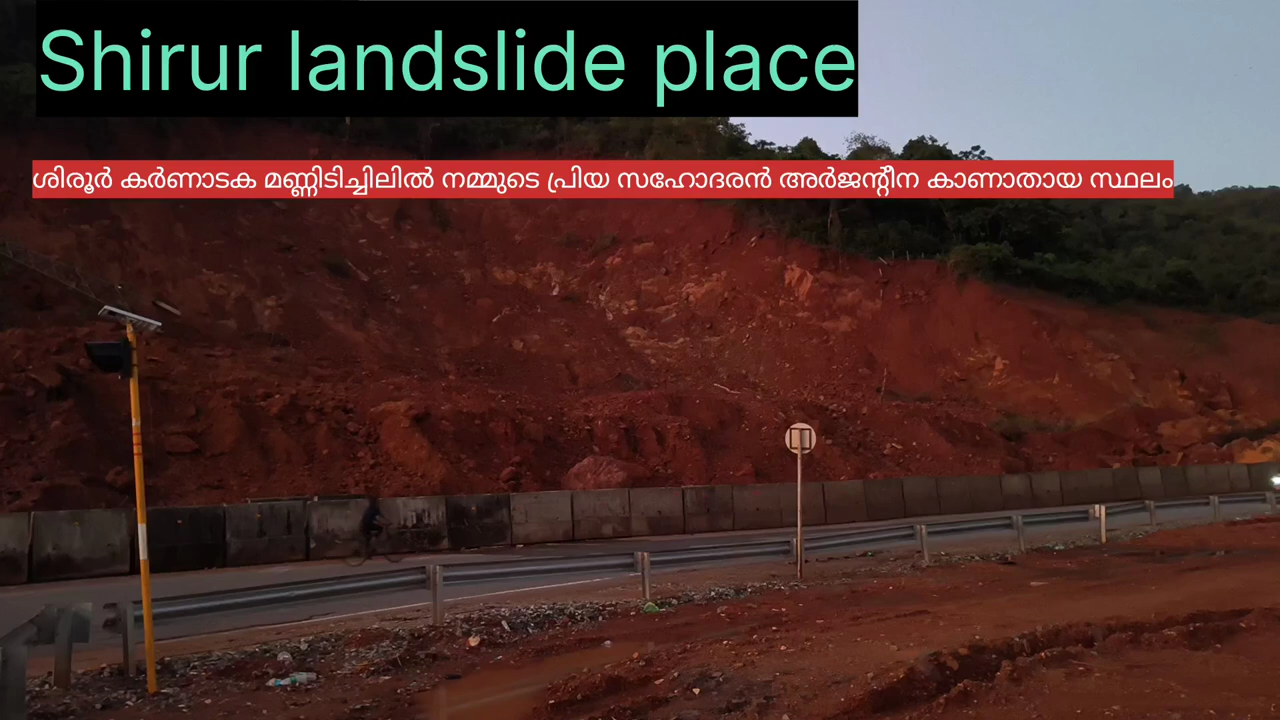 Shirur landslide place
ശിരൂർ കർണാടക മണ്ണിടിച്ചിലിൽ നമ്മുടെ പ്രിയ സഹോദരൻ അർജന്റീന കാണാതായ സ്ഥലം